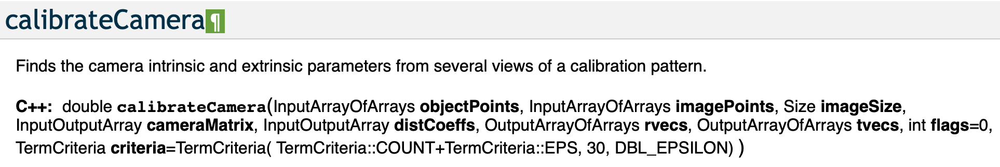 calibrateCamera¶
Finds the camera intrinsic and extrinsic parameters from several views of a calibration pattern.
C++: double calibrateCamera(InputArrayOfArrays objectPoints, InputArrayOfArrays imagePoints, Size imageSize,
InputOutputArray cameraMatrix, InputOutputArray distCoeffs, OutputArrayOfArrays rvecs, OutputArrayOfArrays tvecs, int flags=0,
TermCriteria criteria=TermCriteria( TermCriteria::COUNT+TermCriteria::EPS, 30, DBL_EPSILON) )